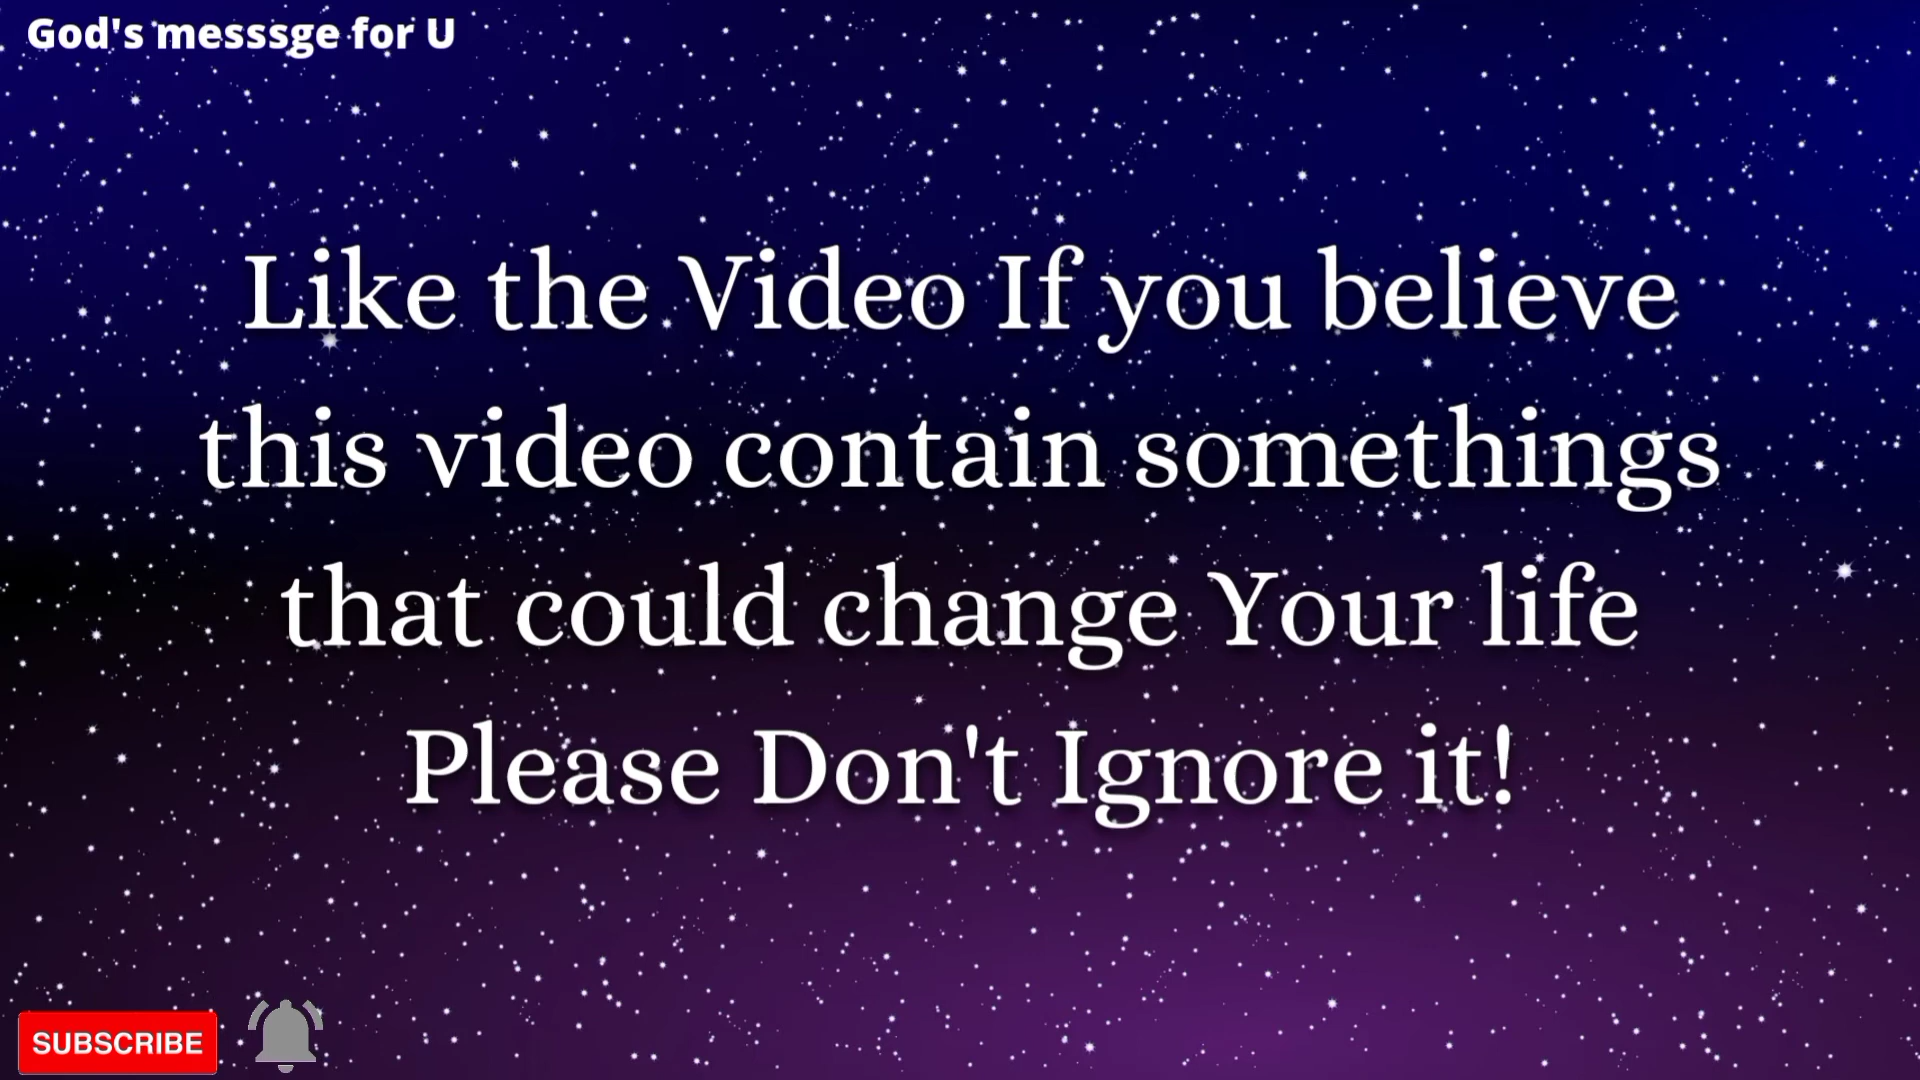 God's messsge for U
Like the Video If you believe
this video contain somethings
that could change Your life
Please Don't Ignore it!
SUBSCRIBE